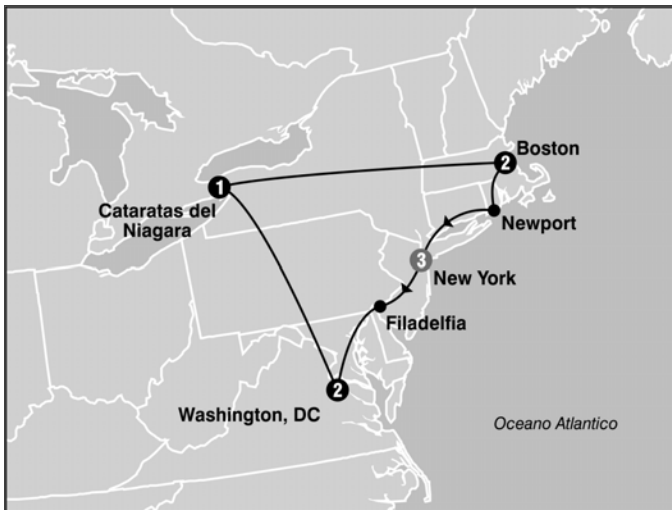 2
Boston
1
Cataratas del
Niagara
Newport
3
New York
Filadelfia
2
Washington, DC
Oceano Atlantico